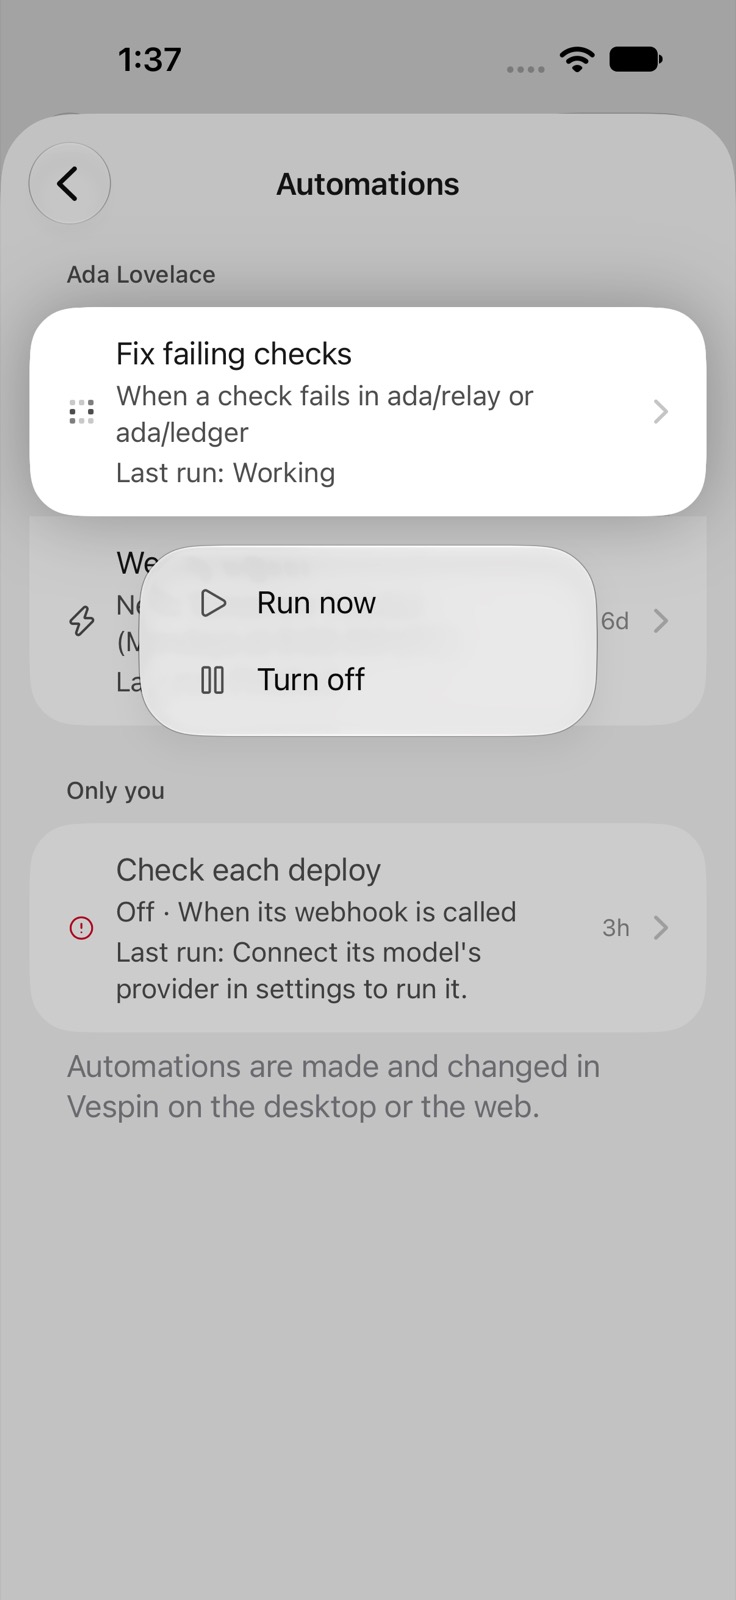 1:37
Automations
Ada Lovelace
Fix failing checks
When a check fails in ada/relay or
ada/ledger
Last run: Working
6d
Run now
Turn off
Only you
Check each deploy
Off · When its webhook is called
3h
Last run: Connect its model's
provider in settings to run it.
Automations are made and changed in
Vespin on the desktop or the web.